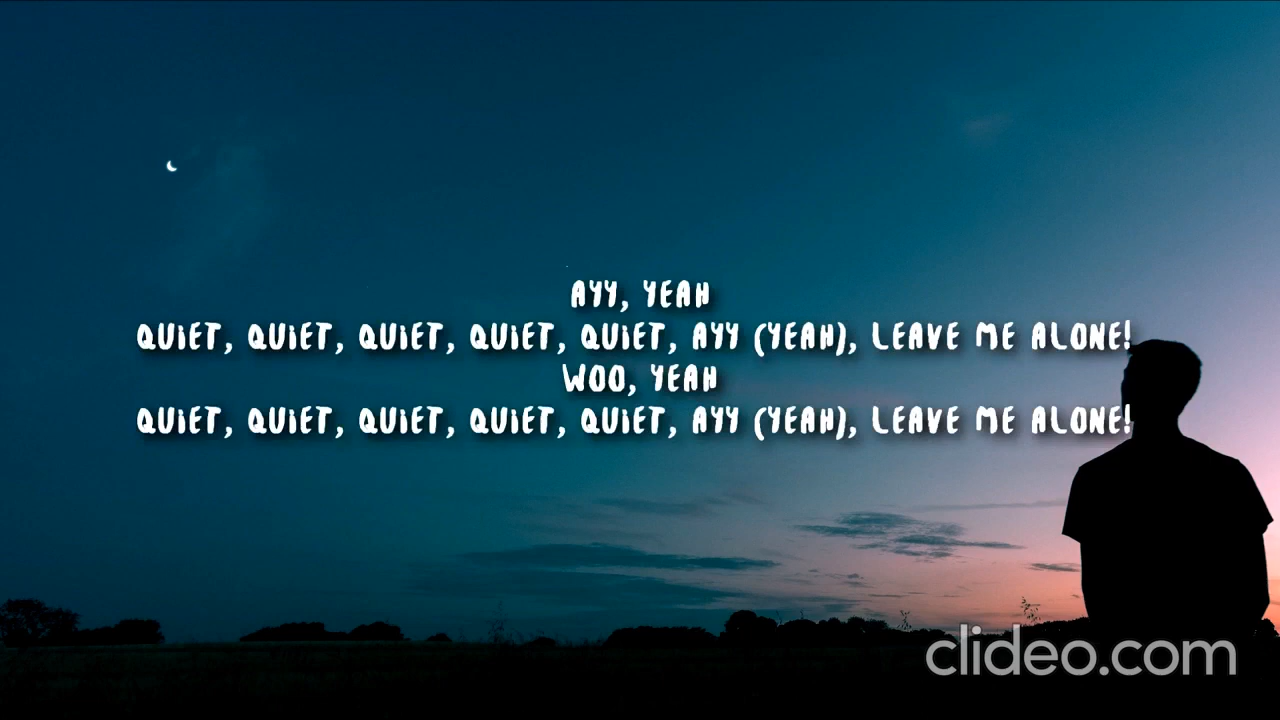 AYY, YEAH
QUIET, QUIET, QUIET, QUIET, QUIET, AYY (YEAH), LEAVE ME ALONE!
WOO, YEAH
QUIET, QUIET, QUIET, QUIET, QUIET, AYY (YEAH), LEAVE ME ALONE!
clideo.com